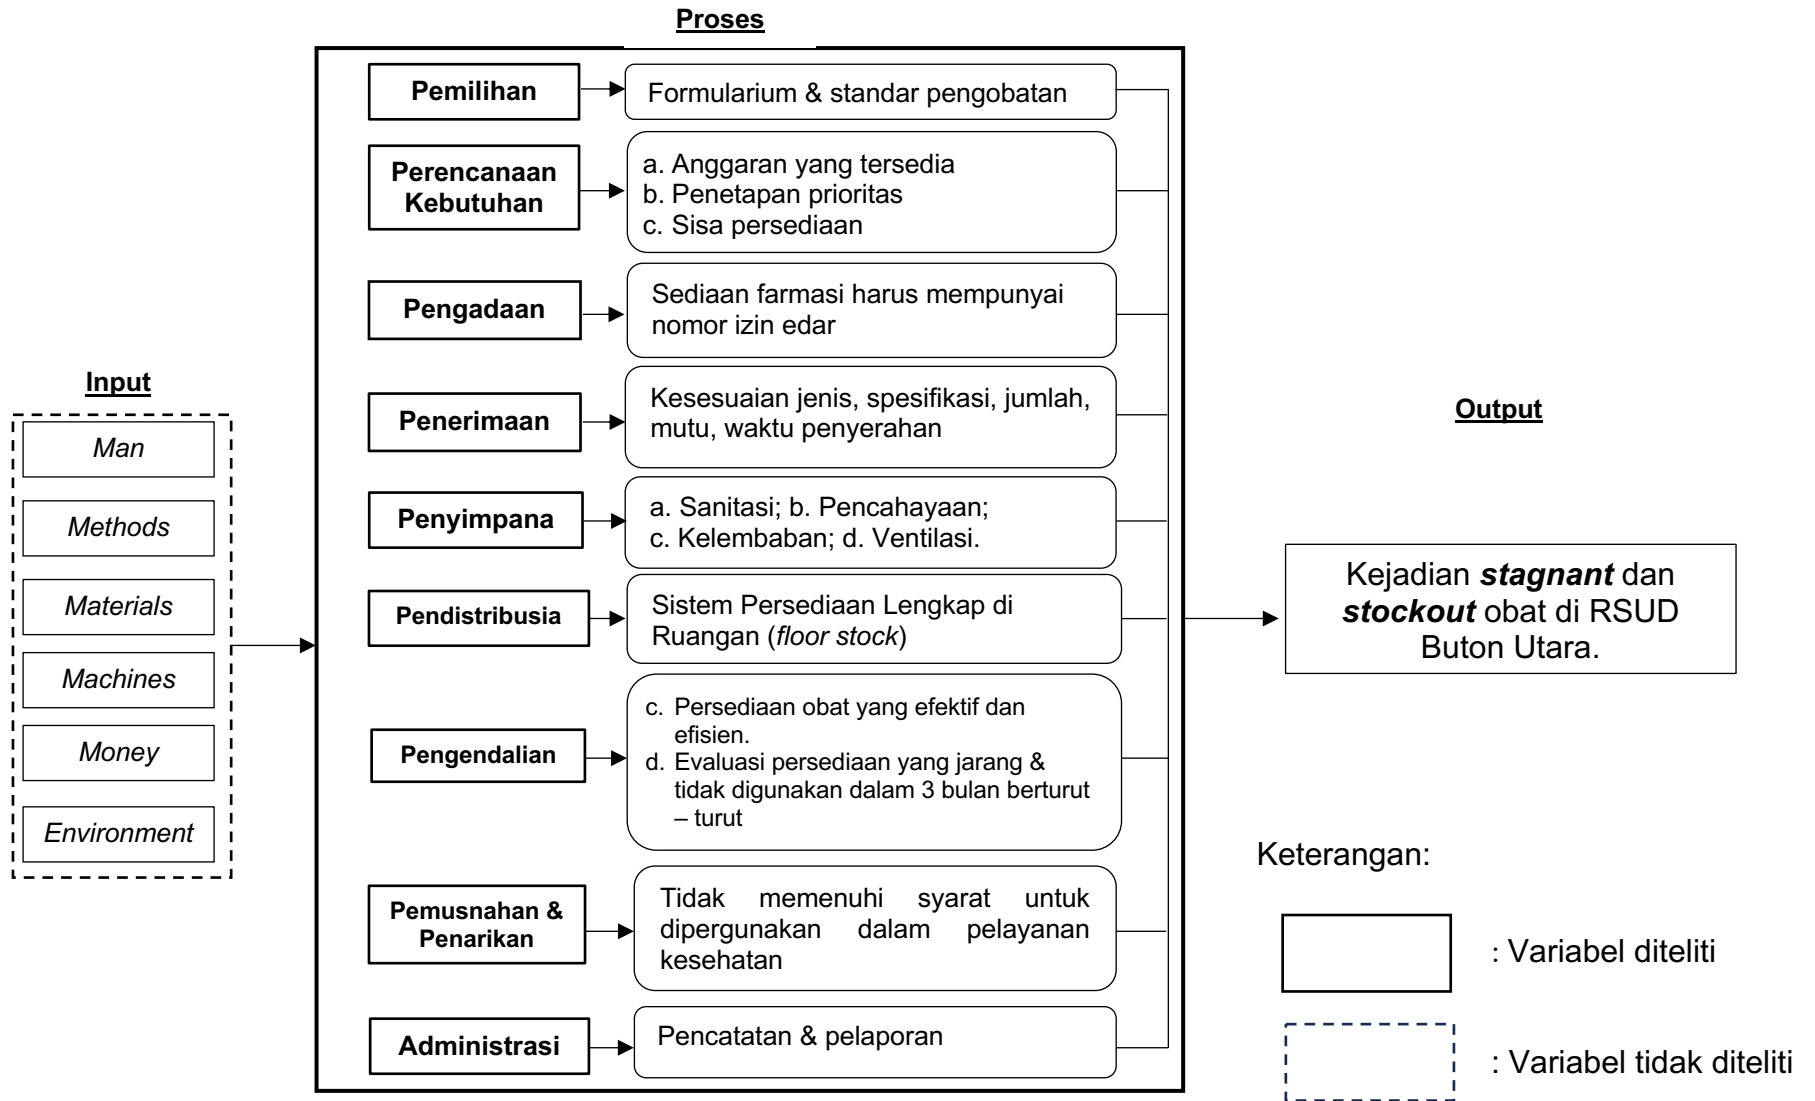 Proses
Pemilihan
Formularium & standar pengobatan
Perencanaan
Kebutuhan
a. Anggaran yang tersedia
b. Penetapan prioritas
c. Sisa persediaan
Pengadaan
Sediaan farmasi harus mempunyai
nomor izin edar
Input
Man
Methods
Materials
Machines
Money
Environment
Penerimaan
Kesesuaian jenis, spesifikasi, jumlah,
mutu, waktu penyerahan
Penyimpana
a. Sanitasi; b. Pencahayaan;
c. Kelembaban; d. Ventilasi.
Pendistribusia
Sistem Persediaan Lengkap di
Ruangan (floor stock)
Pengendalian
c. Persediaan obat yang efektif dan
efisien.
d. Evaluasi persediaan yang jarang &
tidak digunakan dalam 3 bulan berturut
– turut
Pemusnahan &
Penarikan
Tidak memenuhi syarat untuk
dipergunakan dalam pelayanan
kesehatan
Administrasi
Pencatatan & pelaporan
Output
Kejadian stagnant dan
stockout obat di RSUD
Buton Utara.
Keterangan:
: Variabel diteliti
: Variabel tidak diteliti